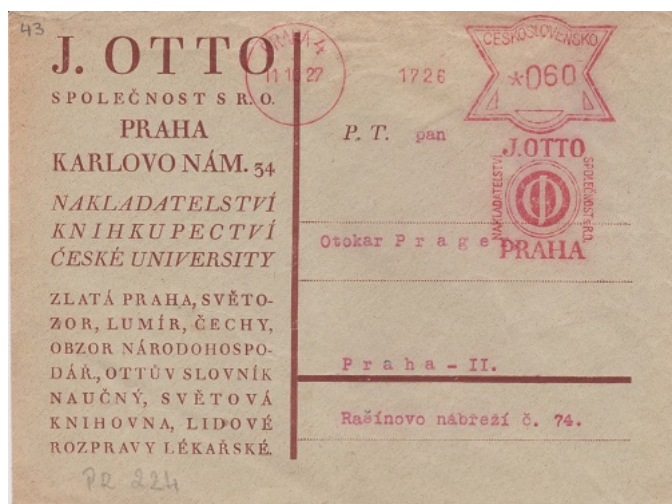 43
J. OTTO
SPOLEČNOST S R. O.
PRAHA
KARLOVO NÁM. 34
NAKLADATELSTVÍ
KNIHKUPECTVÍ
ČESKÉ UNIVERSITY
ZLATÁ PRAHA, SVĚTO-
ZOR, LUMÍR, ČECHY,
OBZOR NÁRODOHOSPO-
DÁŘ., OTTŮV SLOVNÍK
NAUČNÝ, SVĚTOVÁ
KNIHOVNA, LIDOVÉ
ROZPRAVY LÉKAŘSKÉ.
PR 224
PRAHA 4
27
1726
ČESKOSLOVENSKO
*060
J. OTTO
NAKLADATELSTVÍ
SPOLEČNOST S R.O.
PRAHA
P. T. pan
Otokar Prage
Praha - II.
Rašínovo nábřeží č. 74.